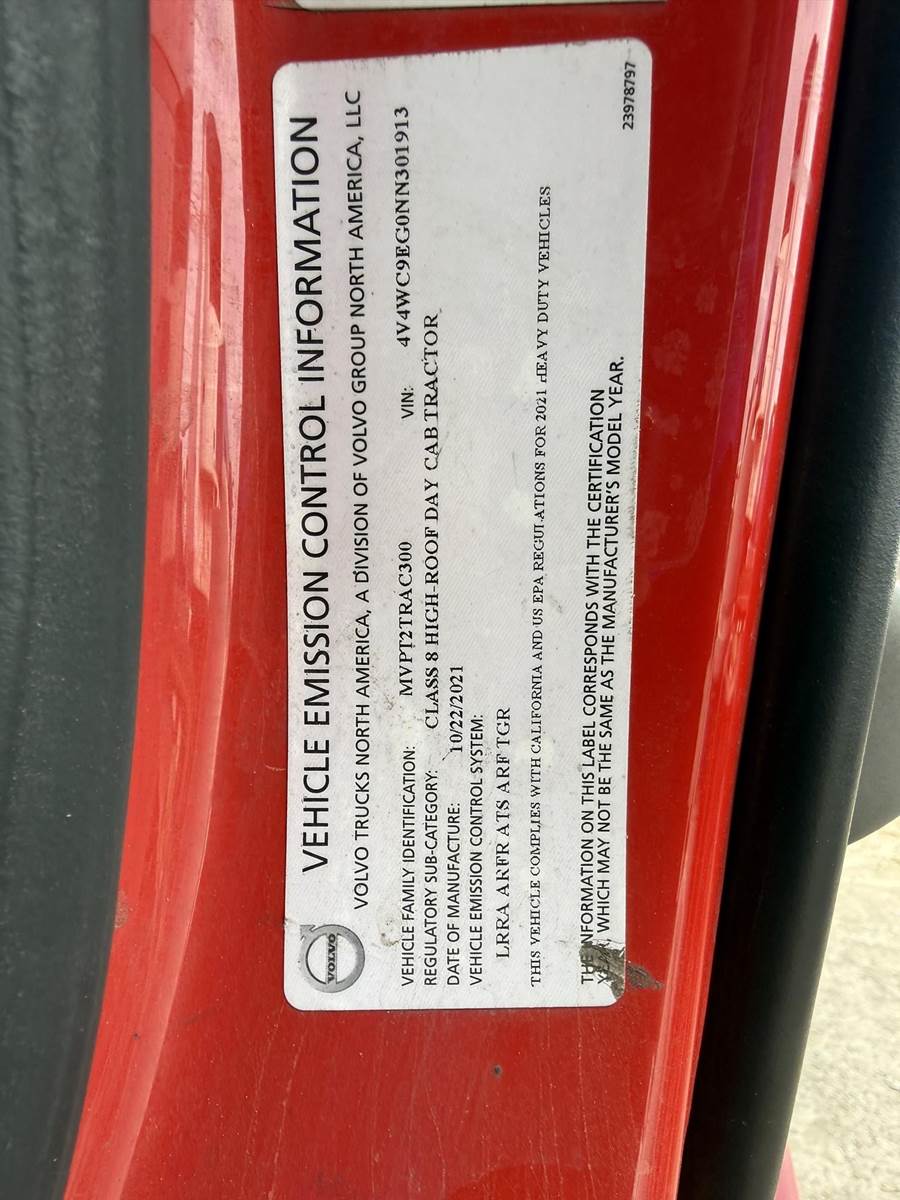 VOLVO
VEHICLE EMISSION CONTROL INFORMATION
VOLVO TRUCKS NORTH AMERICA, A DIVISION OF VOLVO GROUP NORTH AMERICA, LLC
VEHICLE FAMILY IDENTIFICATION: MVPT2TRAC300 VIN: 4V4WC9EG0NN301913
REGULATORY SUB-CATEGORY: CLASS 8 HIGH-ROOF DAY CAB TRACTOR
DATE OF MANUFACTURE: 10/22/2021
VEHICLE EMISSION CONTROL SYSTEM:
LRRA ARFR ATS ARF TGR
THIS VEHICLE COMPLIES WITH CALIFORNIA AND US EPA REGULATIONS FOR 2021 HEAVY DUTY VEHICLES
THE INFORMATION ON THIS LABEL CORRESPONDS WITH THE CERTIFICATION
YEAR, WHICH MAY NOT BE THE SAME AS THE MANUFACTURER'S MODEL YEAR.
23978797